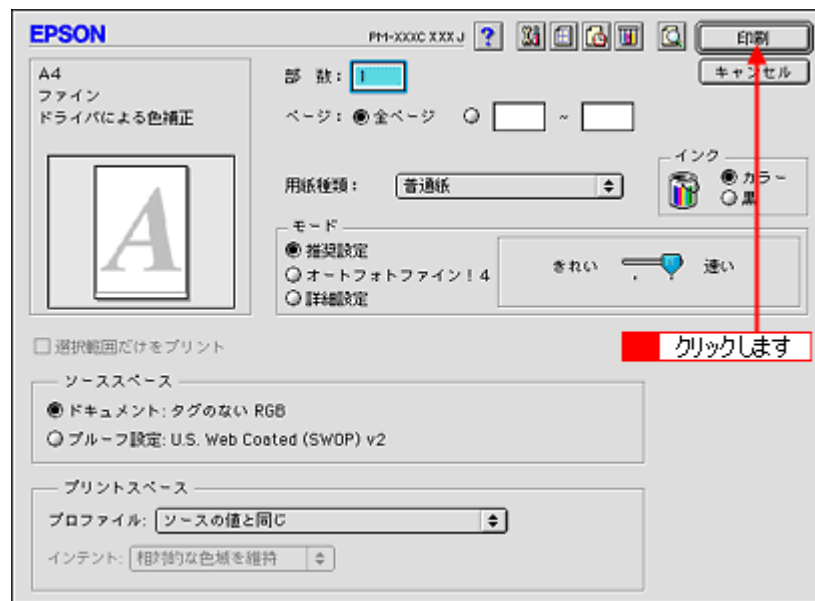 EPSON PM-XXXC XXX J ? 印刷
A4
ファイン
ドライバによる色補正
A
キャンセル
部 数： 1
ページ： 全ページ ~
用紙種類： 普通紙
インク
カラー
黒
モード
推奨設定
オートフォトファイン！4
詳細設定
きれい 速い
クリックします
選択範囲だけをプリント
ソーススペース
ドキュメント: タグのない RGB
プルーフ設定: U.S. Web Coated (SWOP) v2
プリントスペース
プロファイル: ソースの値と同じ
インテント: 相対的な色域を維持